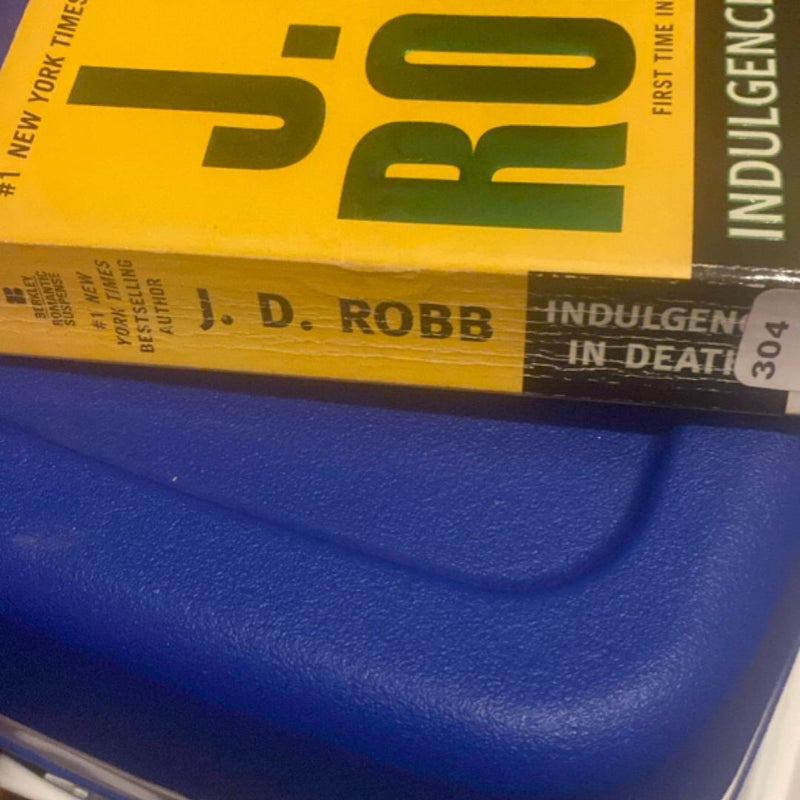 #1 NEW YORK TIMES
J.
RO
FIRST TIME IN
INDULGENC
B
BERKLEY
ROMANTIC
SUSPENSE
#1 NEW
YORK TIMES
BESTSELLING
AUTHOR
J. D. ROBB
INDULGEN
IN DEAT
304